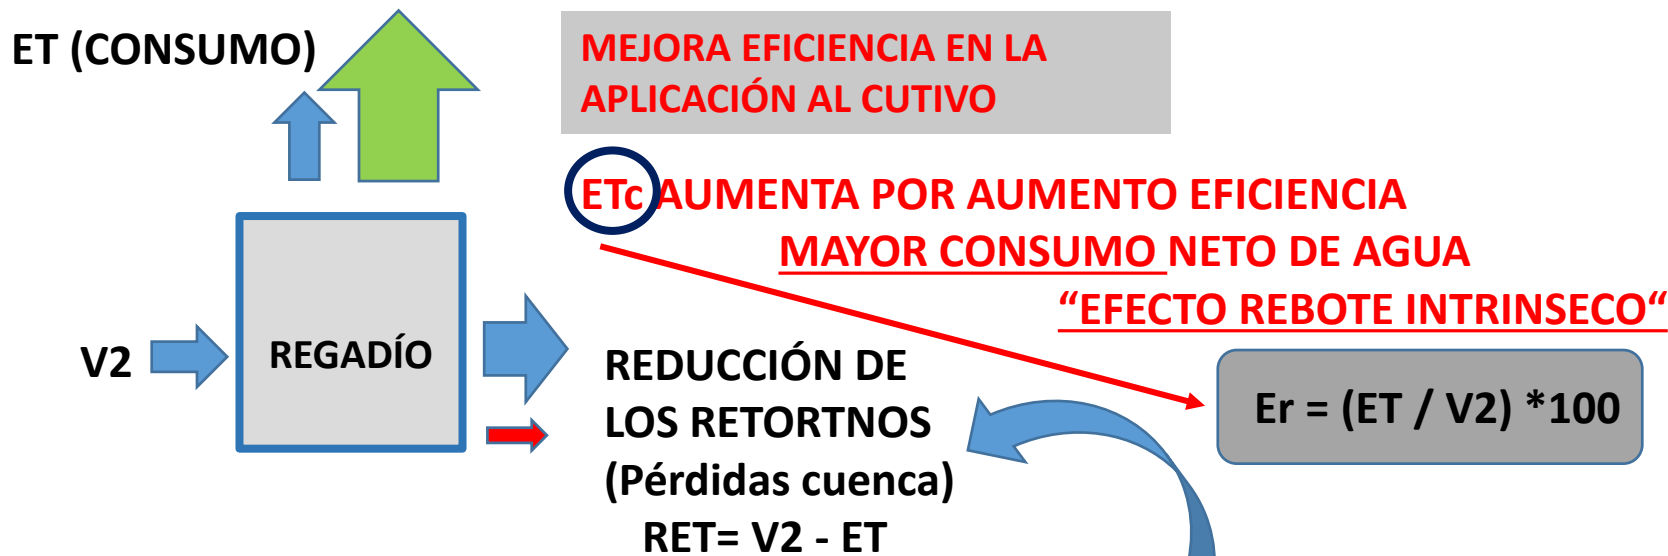 ET (CONSUMO)
MEJORA EFICIENCIA EN LA
APLICACIÓN AL CUTIVO
ETc AUMENTA POR AUMENTO EFICIENCIA
MAYOR CONSUMO NETO DE AGUA
“EFECTO REBOTE INTRINSECO“
V2
REGADÍO
REDUCCIÓN DE
LOS RETORTNOS
(Pérdidas cuenca)
RET= V2 - ET
Er = (ET / V2) *100